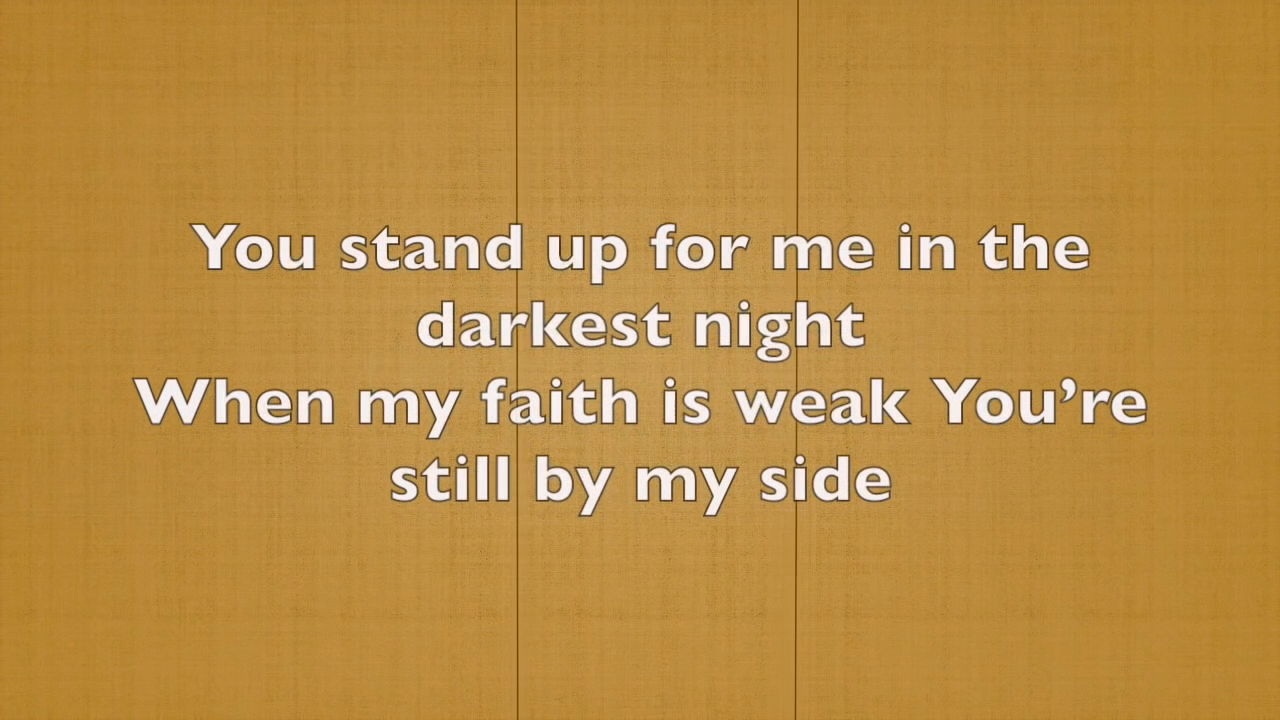 You stand up for me in the
darkest night
When my faith is weak You’re
still by my side